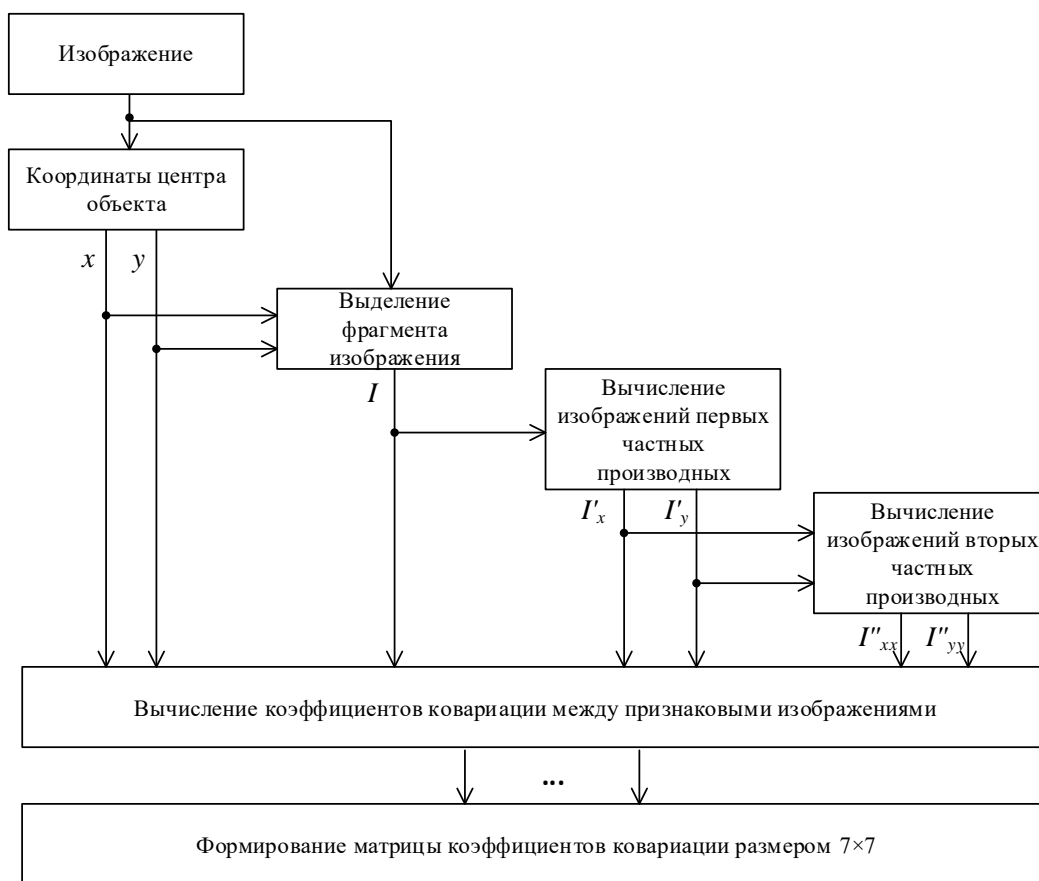 Изображение
Координаты центра
объекта
x y
Выделение
фрагмента
изображения
I
Вычисление
изображений первых
частных
производных
I'x I'y
Вычисление
изображений вторых
частных
производных
I"xx I"yy
Вычисление коэффициентов ковариации между признаковыми изображениями
...
Формирование матрицы коэффициентов ковариации размером 7×7